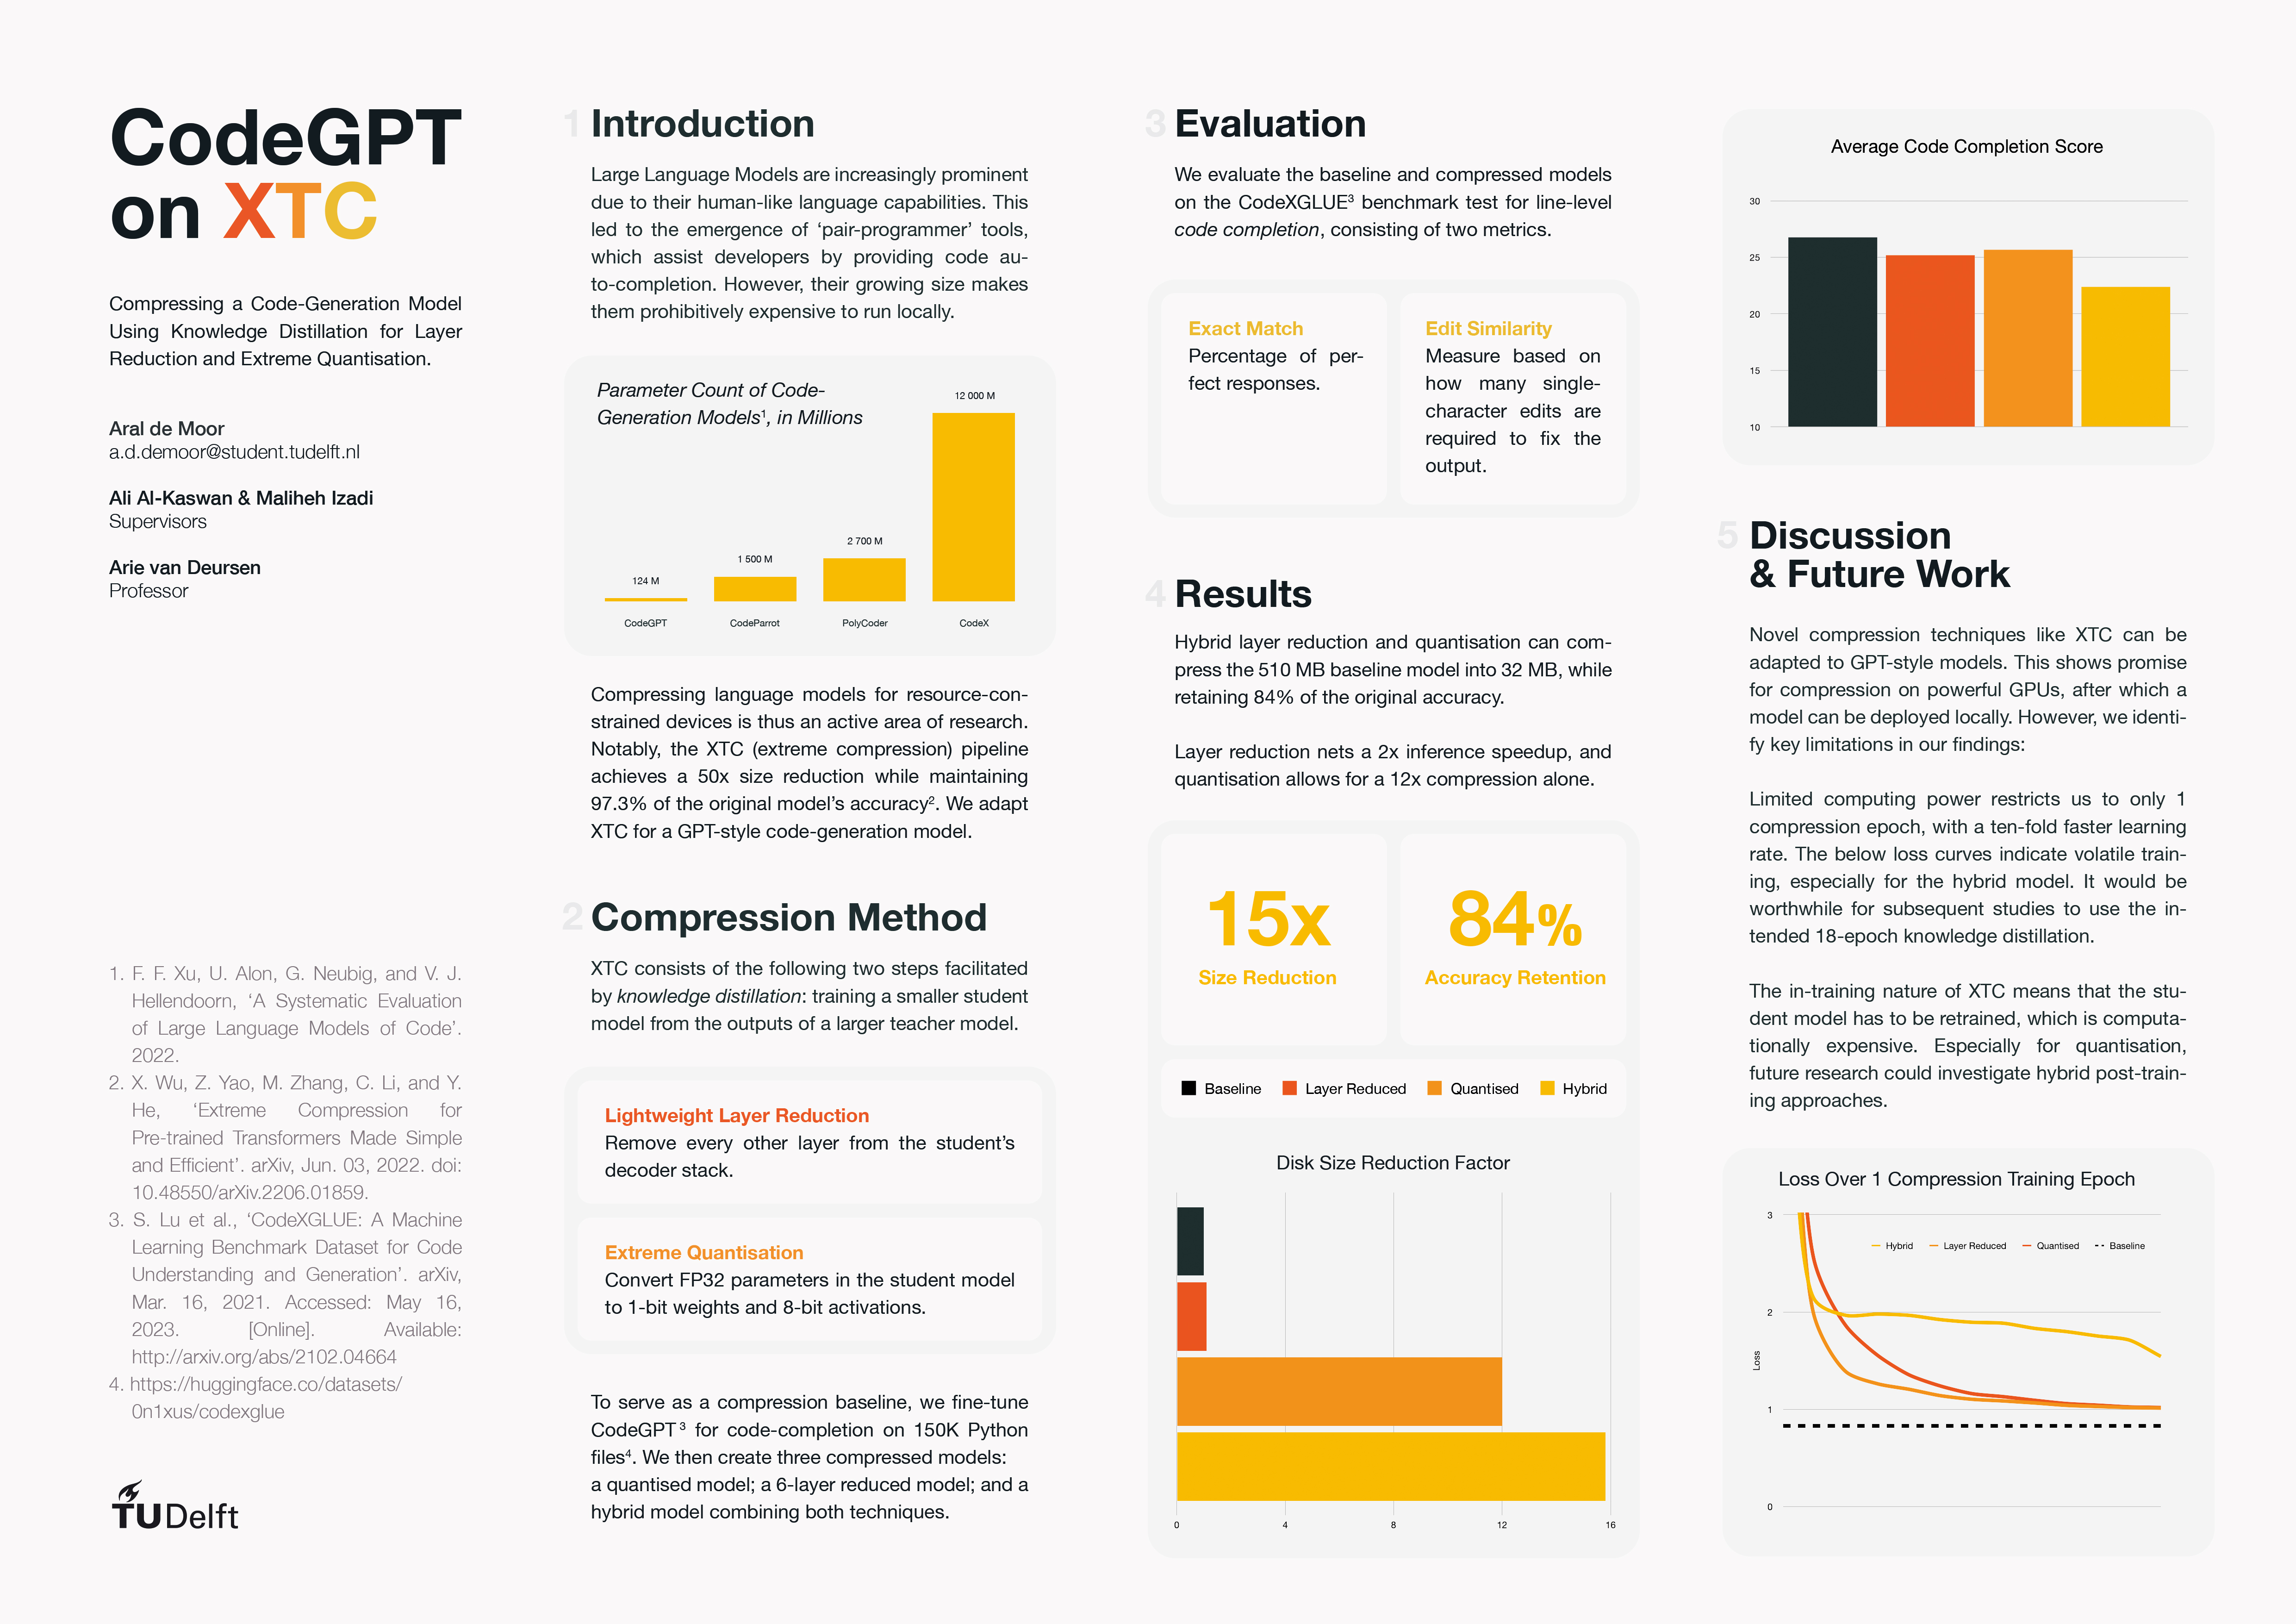 CodeGPT
on XTC
Compressing a Code-Generation Model
Using Knowledge Distillation for Layer
Reduction and Extreme Quantisation.
Aral de Moor
a.d.demoor@student.tudelft.nl
Ali Al-Kaswan & Maliheh Izadi
Supervisors
Arie van Deursen
Professor
1. F. F. Xu, U. Alon, G. Neubig, and V. J.
Hellendoorn, ‘A Systematic Evaluation
of Large Language Models of Code’.
2022.
2. X. Wu, Z. Yao, M. Zhang, C. Li, and Y.
He, ‘Extreme Compression for
Pre-trained Transformers Made Simple
and Efficient’. arXiv, Jun. 03, 2022. doi:
10.48550/arXiv.2206.01859.
3. S. Lu et al., ‘CodeXGLUE: A Machine
Learning Benchmark Dataset for Code
Understanding and Generation’. arXiv,
Mar. 16, 2021. Accessed: May 16,
2023. [Online]. Available:
http://arxiv.org/abs/2102.04664
4. https://huggingface.co/datasets/
0n1xus/codexglue
TUDelft
1 Introduction
Large Language Models are increasingly prominent
due to their human-like language capabilities. This
led to the emergence of ‘pair-programmer’ tools,
which assist developers by providing code au-
to-completion. However, their growing size makes
them prohibitively expensive to run locally.
Parameter Count of Code-
Generation Models¹, in Millions
12 000 M
2 700 M
1 500 M
124 M
CodeGPT CodeParrot PolyCoder CodeX
Compressing language models for resource-con-
strained devices is thus an active area of research.
Notably, the XTC (extreme compression) pipeline
achieves a 50x size reduction while maintaining
97.3% of the original model’s accuracy². We adapt
XTC for a GPT-style code-generation model.
2 Compression Method
XTC consists of the following two steps facilitated
by knowledge distillation: training a smaller student
model from the outputs of a larger teacher model.
Lightweight Layer Reduction
Remove every other layer from the student’s
decoder stack.
Extreme Quantisation
Convert FP32 parameters in the student model
to 1-bit weights and 8-bit activations.
To serve as a compression baseline, we fine-tune
CodeGPT³ for code-completion on 150K Python
files⁴. We then create three compressed models:
a quantised model; a 6-layer reduced model; and a
hybrid model combining both techniques.
3 Evaluation
We evaluate the baseline and compressed models
on the CodeXGLUE³ benchmark test for line-level
code completion, consisting of two metrics.
Exact Match
Percentage of per-
fect responses.
Edit Similarity
Measure based on
how many single-
character edits are
required to fix the
output.
4 Results
Hybrid layer reduction and quantisation can com-
press the 510 MB baseline model into 32 MB, while
retaining 84% of the original accuracy.
Layer reduction nets a 2x inference speedup, and
quantisation allows for a 12x compression alone.
15x
Size Reduction
84%
Accuracy Retention
Baseline Layer Reduced Quantised Hybrid
Disk Size Reduction Factor
0 4 8 12 16
Average Code Completion Score
30
25
20
15
10
5 Discussion
& Future Work
Novel compression techniques like XTC can be
adapted to GPT-style models. This shows promise
for compression on powerful GPUs, after which a
model can be deployed locally. However, we identi-
fy key limitations in our findings:
Limited computing power restricts us to only 1
compression epoch, with a ten-fold faster learning
rate. The below loss curves indicate volatile train-
ing, especially for the hybrid model. It would be
worthwhile for subsequent studies to use the in-
tended 18-epoch knowledge distillation.
The in-training nature of XTC means that the stu-
dent model has to be retrained, which is computa-
tionally expensive. Especially for quantisation,
future research could investigate hybrid post-train-
ing approaches.
Loss Over 1 Compression Training Epoch
3
Hybrid Layer Reduced Quantised Baseline
2
Loss
1
0